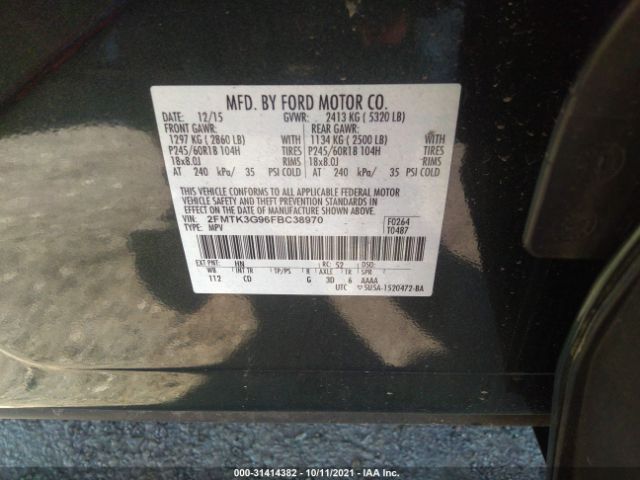 MFD. BY FORD MOTOR CO.
DATE: 12/15 GVWR: 2413 KG ( 5320 LB)
FRONT GAWR: REAR GAWR:
1297 KG ( 2860 LB) WITH 1134 KG ( 2500 LB) WITH
P245/60R18 104H TIRES P245/60R18 104H TIRES
18x8.0J RIMS 18x8.0J RIMS
AT 240 kPa/ 35 PSI COLD AT 240 kPa/ 35 PSI COLD
THIS VEHICLE CONFORMS TO ALL APPLICABLE FEDERAL MOTOR
VEHICLE SAFETY AND BUMPER STANDARDS IN
EFFECT ON THE DATE OF MANUFACTURE SHOWN ABOVE.
VIN: 2FMTK3G96FBC38970 F0264
TYPE: MPV T0487
EXT PNT: HN RC: 52 DSO:
WB INT TR TP/PS R AXLE TR SPR
112 CD G 3D 6 AAAA
UTC 5U5A-1520472-BA
000-31414382 - 10/11/2021 - IAA Inc.